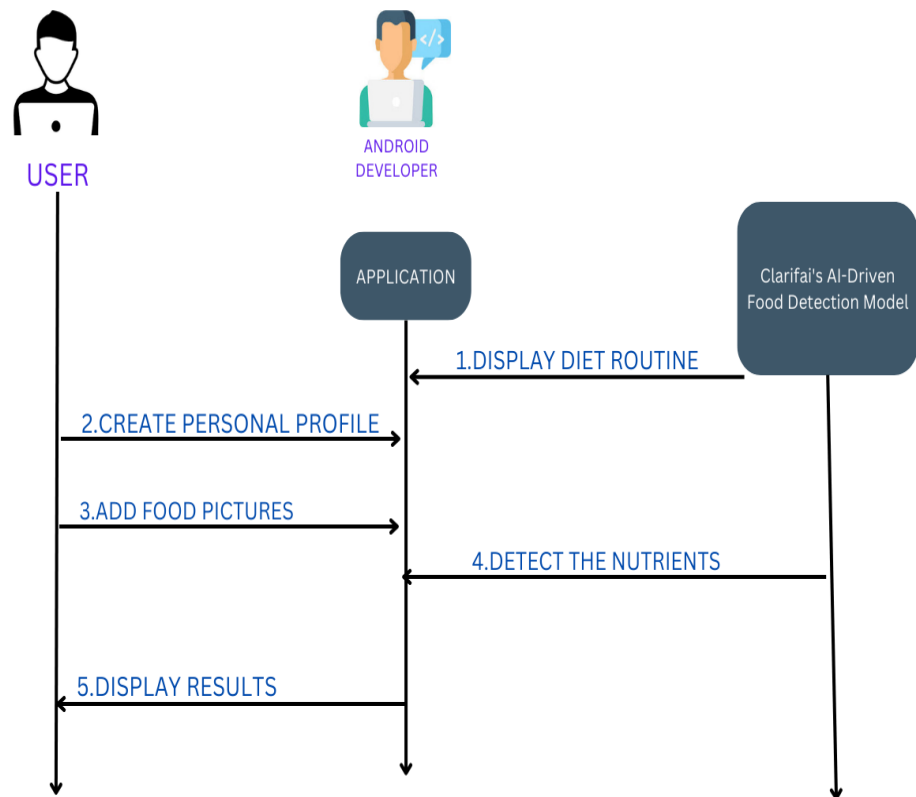 ANDROID
DEVELOPER
USER
APPLICATION
Clarifai's AI-Driven
Food Detection Model
1.DISPLAY DIET ROUTINE
2.CREATE PERSONAL PROFILE
3.ADD FOOD PICTURES
4.DETECT THE NUTRIENTS
5.DISPLAY RESULTS